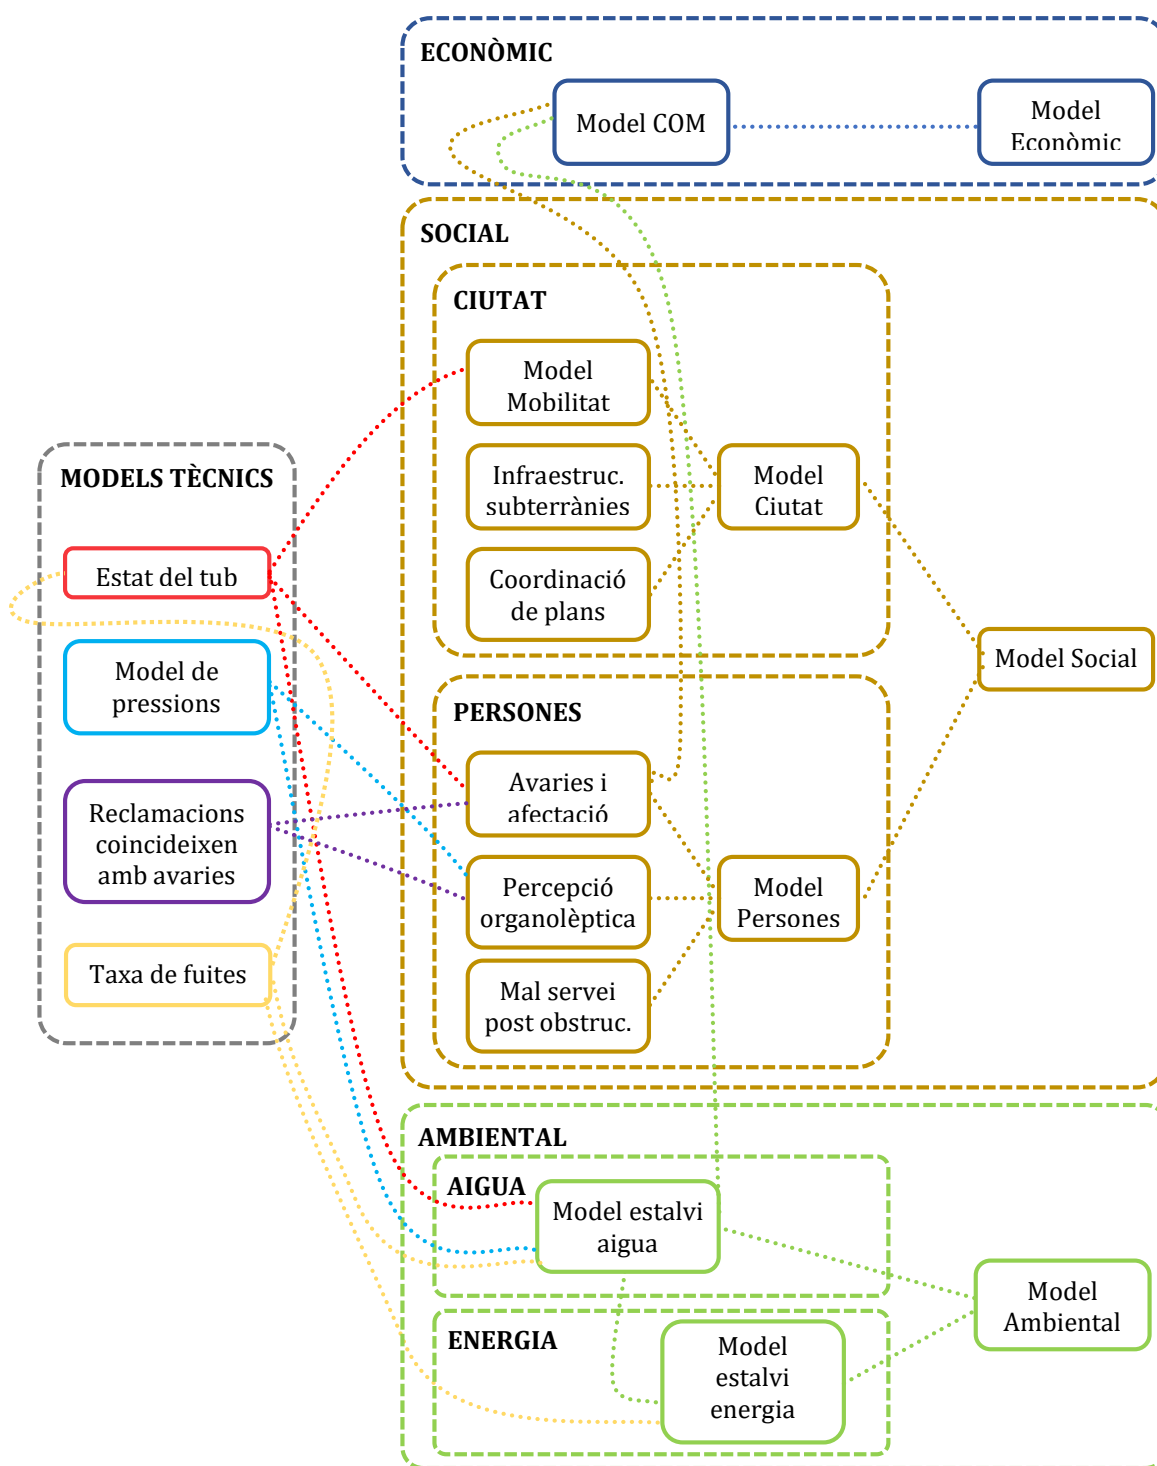 ECONÒMIC
Model COM
Model
Econòmic
SOCIAL
CIUTAT
Model
Mobilitat
Infraestruc.
subterrànies
Coordinació
de plans
Model
Ciutat
MODELS TÈCNICS
Estat del tub
Model de
pressions
Reclamacions
coincideixen
amb avaries
Taxa de fuites
Model Social
PERSONES
Avaries i
afectació
Percepció
organolèptica
Mal servei
post obstruc.
Model
Persones
AMBIENTAL
AIGUA
Model estalvi
aigua
ENERGIA
Model
estalvi
energia
Model
Ambiental